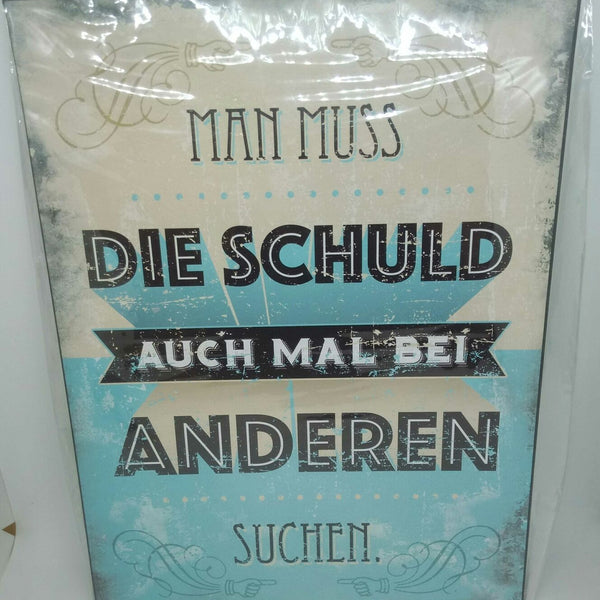 MAN MUSS
DIE SCHULD
AUCH MAL BEI
ANDEREN
SUCHEN.